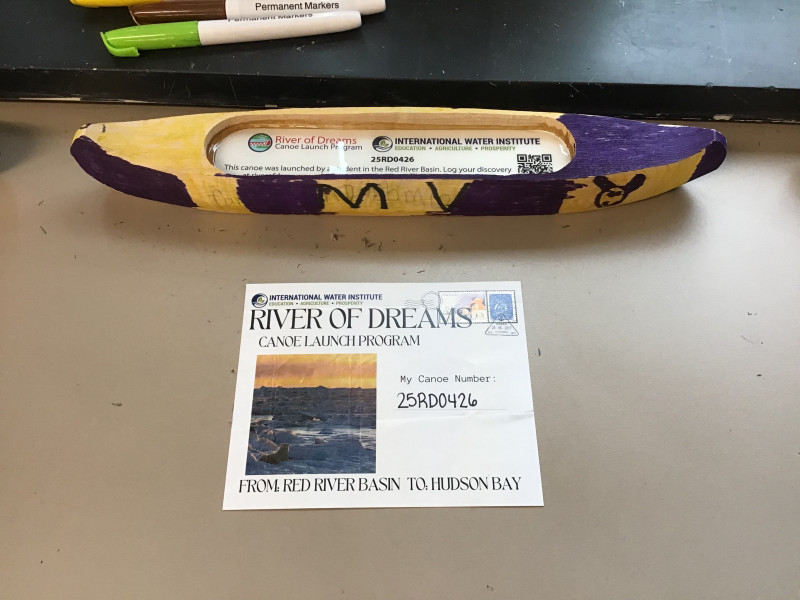 Permanent Markers
Permanent Markers
River of Dreams
Canoe Launch Program
INTERNATIONAL WATER INSTITUTE
EDUCATION • AGRICULTURE • PROSPERITY
25RD0426
This canoe was launched by a student in the Red River Basin. Log your discovery
M V
INTERNATIONAL WATER INSTITUTE
EDUCATION • AGRICULTURE • PROSPERITY
RIVER OF DREAMS
CANOE LAUNCH PROGRAM
My Canoe Number:
25RD0426
FROM: RED RIVER BASIN TO: HUDSON BAY